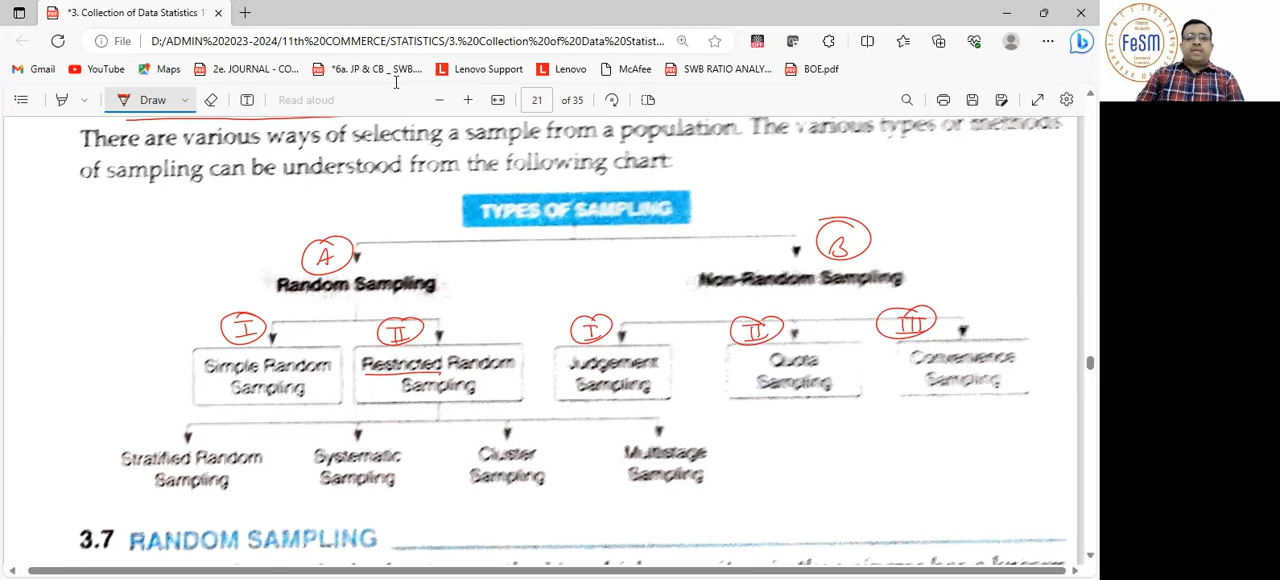 *3. Collection of Data Statistics 1
File
D:/ADMIN%202023-2024/11th%20COMMERCE/STATISTICS/3.%20Collection%20of%20Data%20Statist...
Gmail
YouTube
Maps
2e. JOURNAL - CO...
*6a. JP & CB _ SWB...
Lenovo Support
Lenovo
McAfee
SWB RATIO ANALY...
BOE.pdf
Draw
Read aloud
21 of 35
FeSM
There are various ways of selecting a sample from a population. The various types or methods
of sampling can be understood from the following chart:
TYPES OF SAMPLING
A
B
Random Sampling
Non-Random Sampling
I
II
I
II
III
Simple Random
Sampling
Restricted Random
Sampling
Judgement
Sampling
Quota
Sampling
Convenience
Sampling
Stratified Random
Sampling
Systematic
Sampling
Cluster
Sampling
Multistage
Sampling
3.7 RANDOM SAMPLING